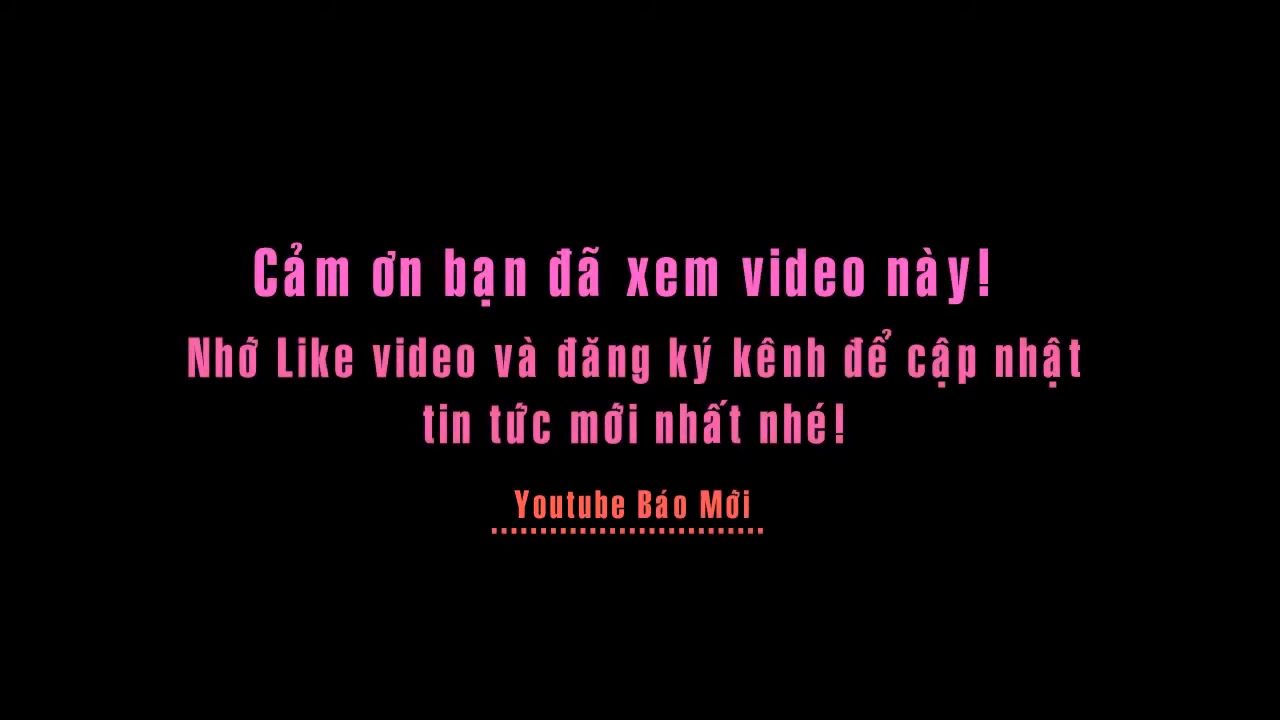 Cảm ơn bạn đã xem video này!
Nhớ Like video và đăng ký kênh để cập nhật
tin tức mới nhất nhé!
Youtube Báo Mới